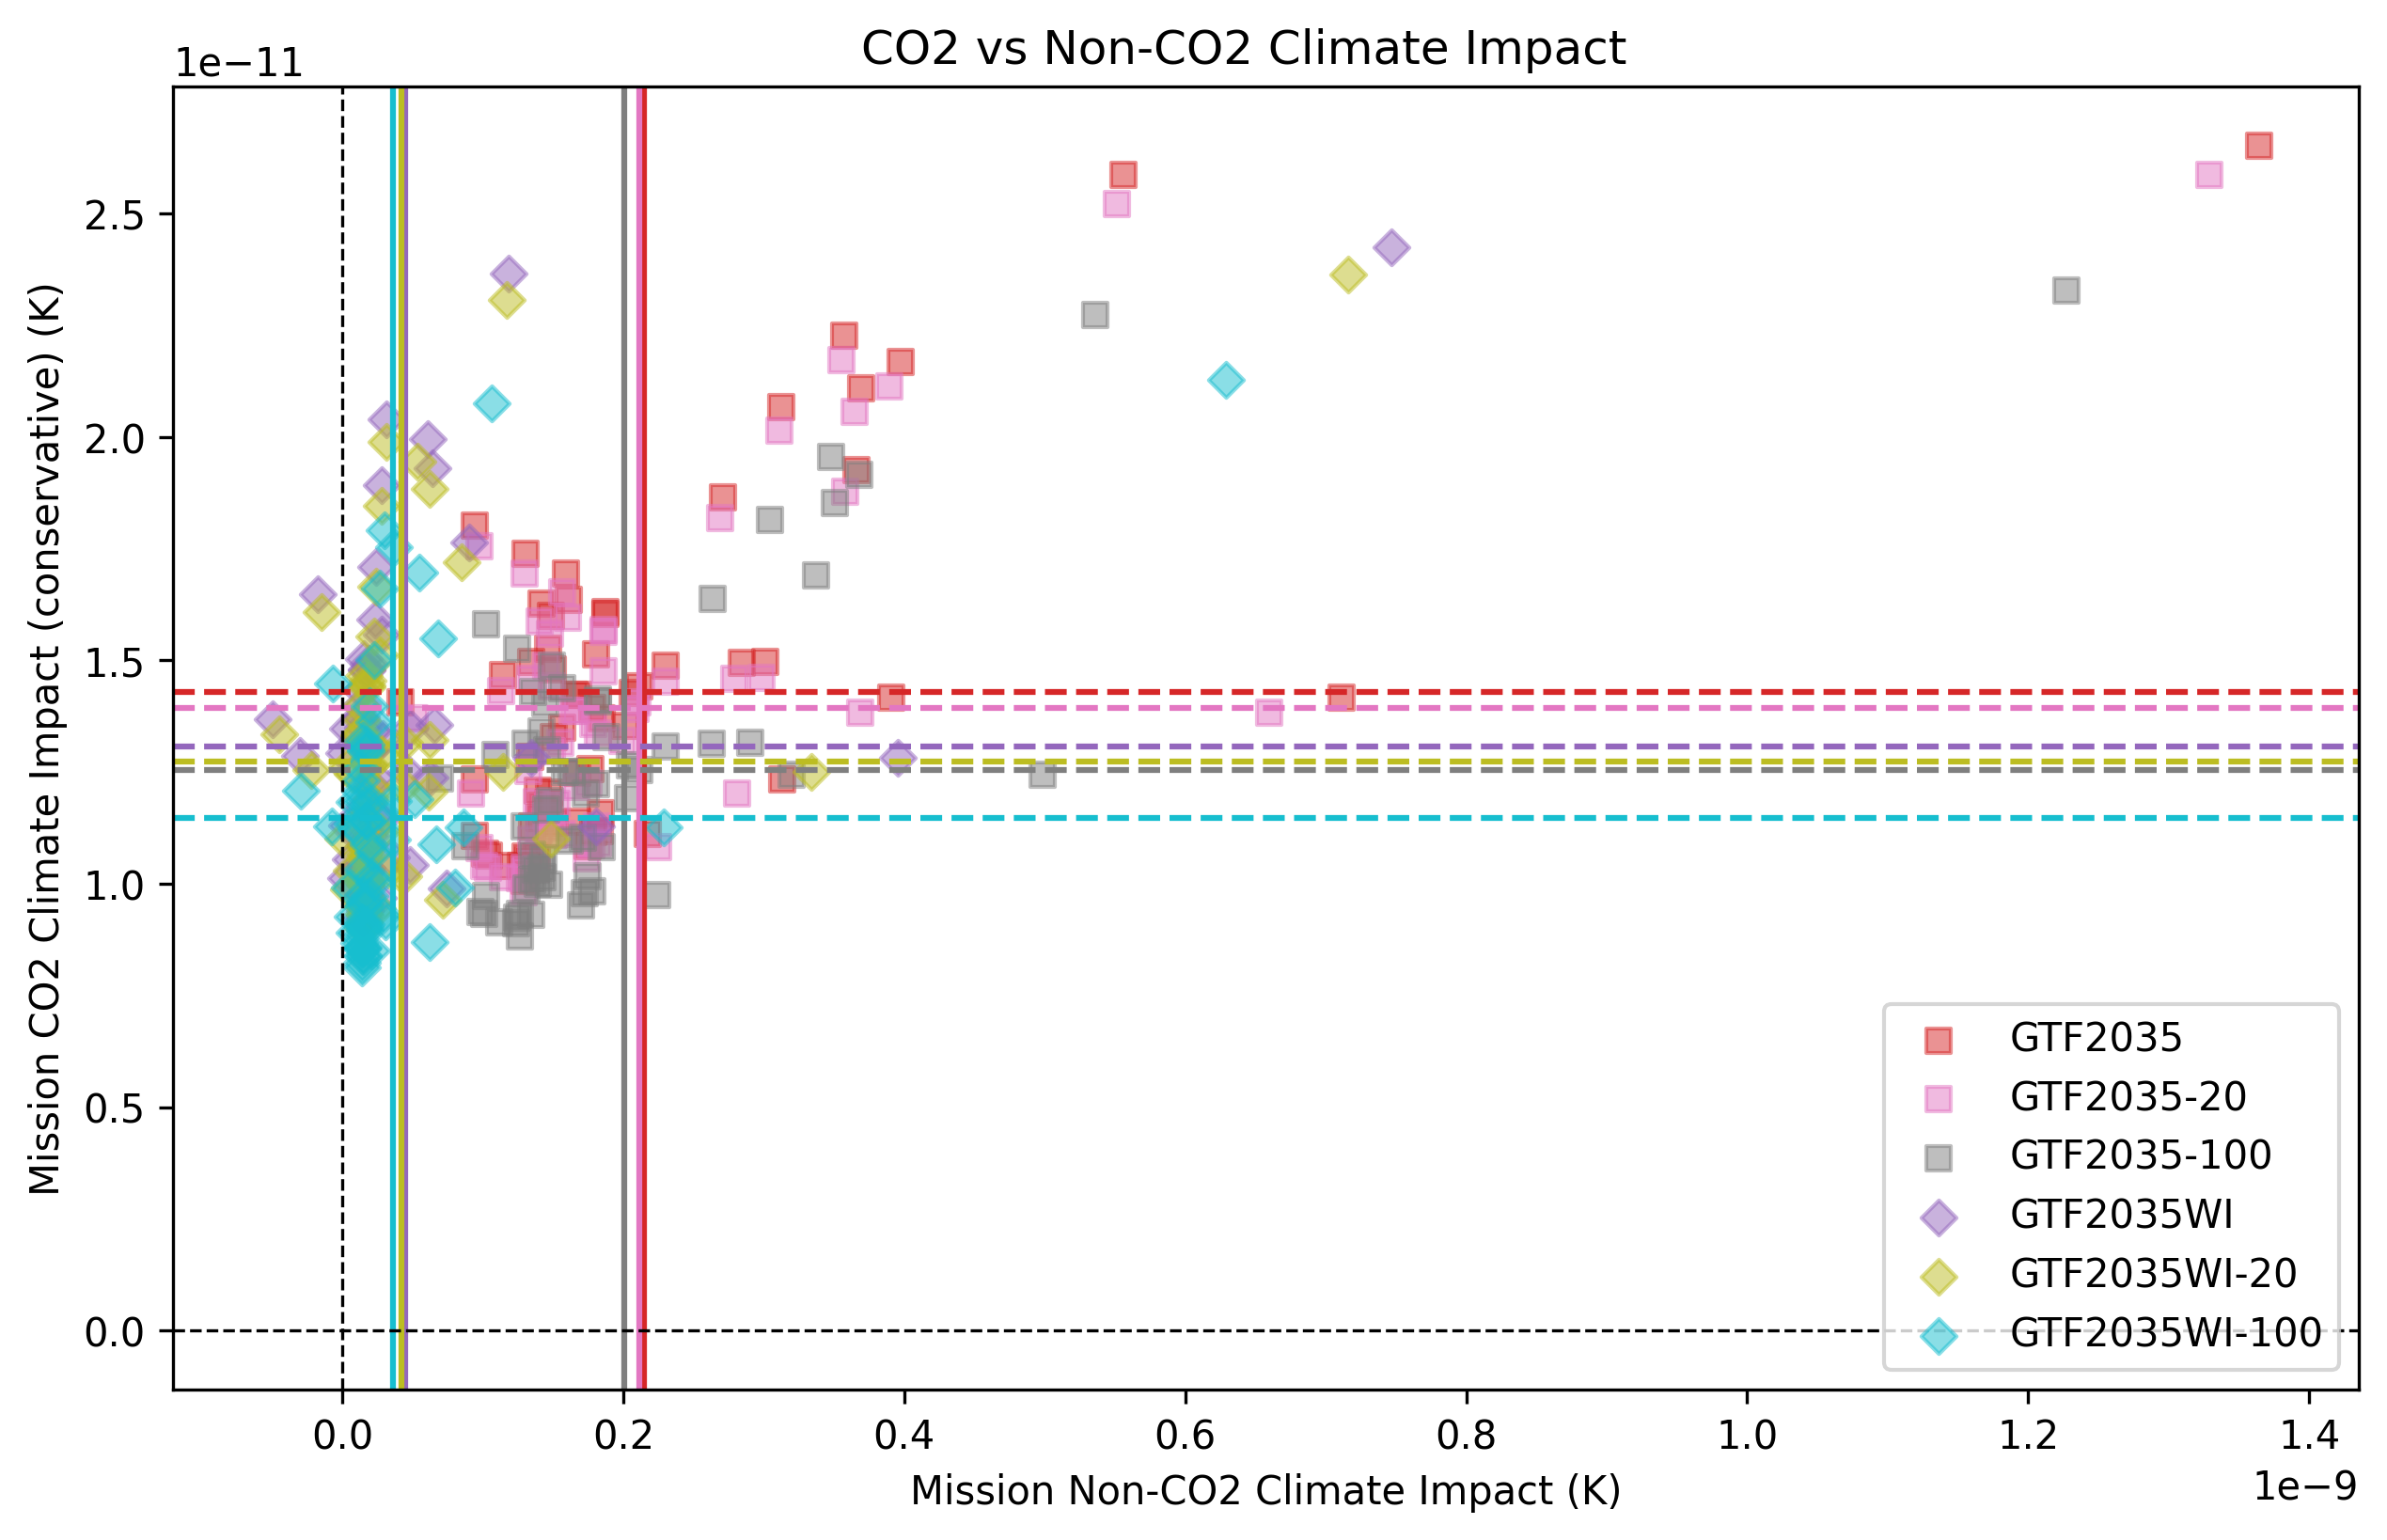 CO2 vs Non-CO2 Climate Impact
1e−11
Mission CO2 Climate Impact (conservative) (K)
2.5
2.0
1.5
1.0
0.5
0.0
GTF2035
GTF2035-20
GTF2035-100
GTF2035WI
GTF2035WI-20
GTF2035WI-100
0.0 0.2 0.4 0.6 0.8 1.0 1.2 1.4
1e−9
Mission Non-CO2 Climate Impact (K)